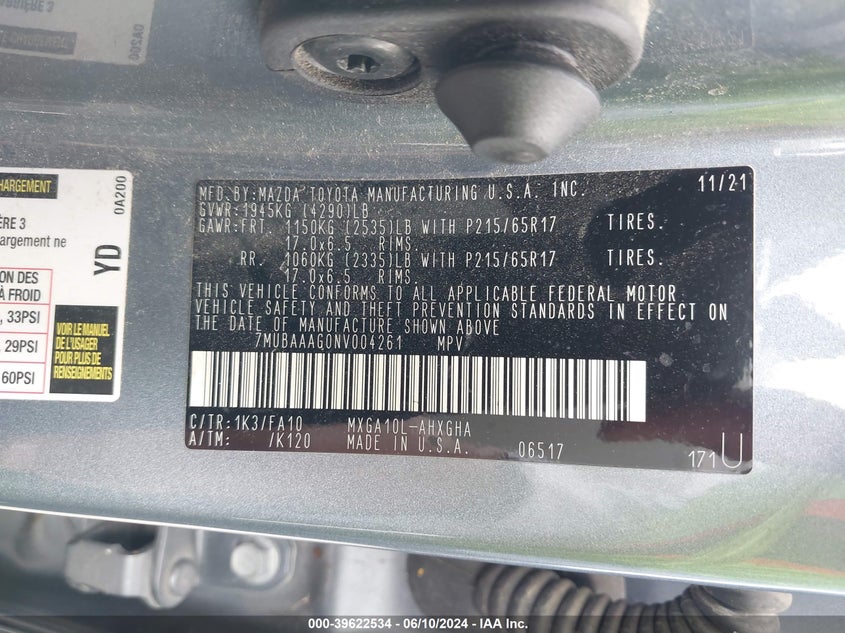 RIÈRE 3
0A200
CHARGEMENT
ÈRE 3
argement ne
0A200
YD
ION DES
À FROID
, 33PSI
, 29PSI
60PSI
VOIR LE MANUEL
DE L'USAGER
POUR PLUS DE
RENSEIGNEMENTS
MFD.BY:MAZDA TOYOTA MANUFACTURING U.S.A. INC. 11/21
GVWR:1945KG (4290)LB
GAWR:FRT. 1150KG (2535)LB WITH P215/65R17 TIRES.
17.0x6.5 RIMS.
RR. 1060KG (2335)LB WITH P215/65R17 TIRES.
17.0x6.5 RIMS.
THIS VEHICLE CONFORMS TO ALL APPLICABLE FEDERAL MOTOR
VEHICLE SAFETY AND THEFT PREVENTION STANDARDS IN EFFECT ON
THE DATE OF MANUFACTURE SHOWN ABOVE
7MUBAAAG0NV004261 MPV
C/TR:1K3/FA10 MXGA10L-AHXGHA
A/TM: /K120 MADE IN U.S.A. 06517 171U
000-39622534 - 06/10/2024 - IAA Inc.